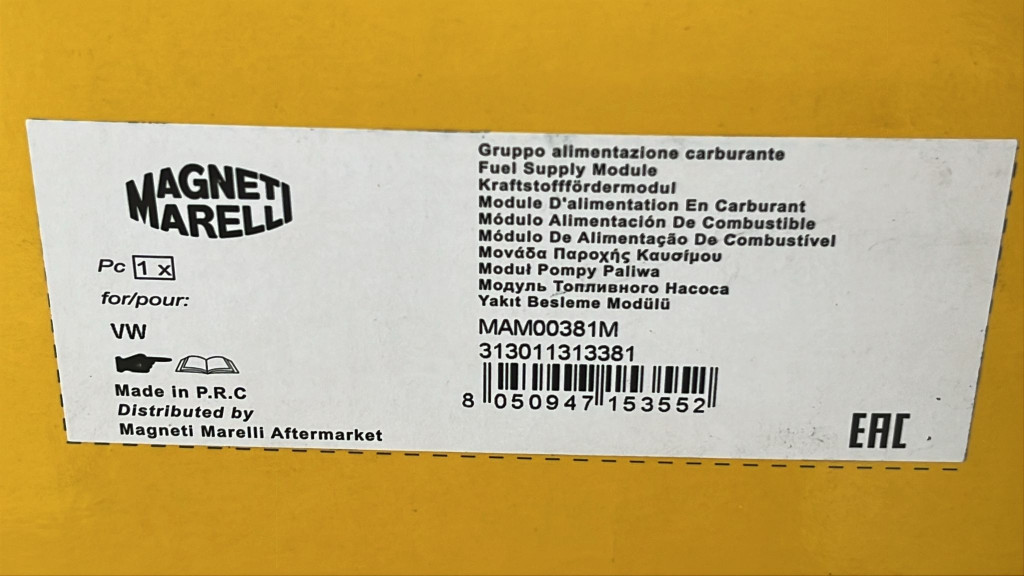 MAGNETI
MARELLI
Pc 1 x
for/pour:
VW
Made in P.R.C
Distributed by
Magneti Marelli Aftermarket
Gruppo alimentazione carburante
Fuel Supply Module
Kraftstofffördermodul
Module D'alimentation En Carburant
Módulo Alimentación De Combustible
Módulo De Alimentação De Combustível
Μονάδα Παροχής Καυσίμου
Moduł Pompy Paliwa
Модуль Топливного Насоса
Yakıt Besleme Modülü
MAM00381M
313011313381
8 050947 153552
EAC